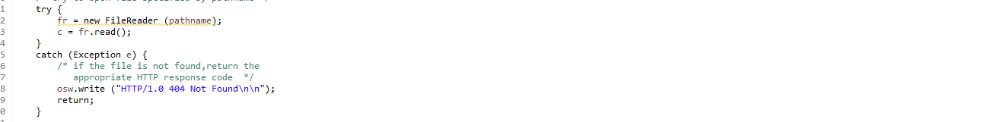 1 try {
2 fr = new FileReader (pathname);
3 c = fr.read();
4 }
5 catch (Exception e) {
6 /* if the file is not found,return the
7 appropriate HTTP response code */
8 osw.write ("HTTP/1.0 404 Not Found\n\n");
9 return;
0 }